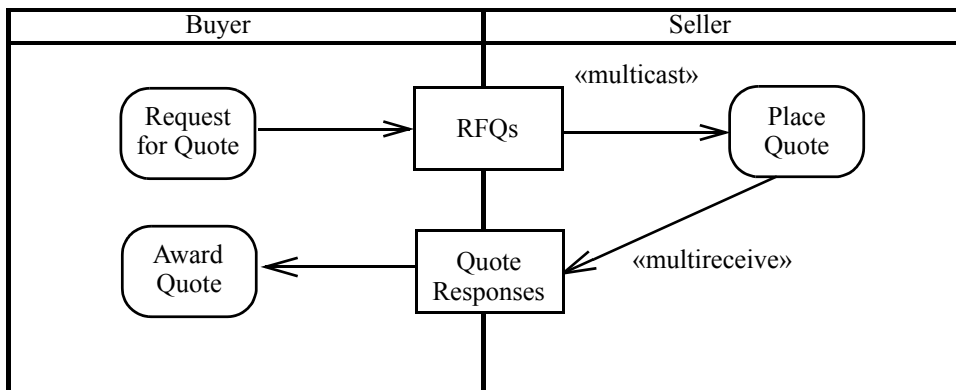 Buyer
Seller
«multicast»
Request
for Quote
RFQs
Place
Quote
Award
Quote
Quote
Responses
«multireceive»